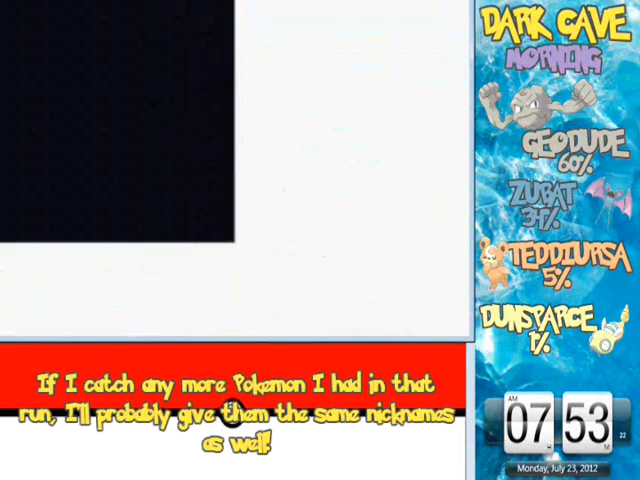 DARK CAVE
MORNING
GEODUDE
60%
ZUBAT
34%
TEDDIURSA
5%
DUNSPARCE
1%
If I catch any more Pokemon I had in that
run, I'll probably give them the same nicknames
as well!
AM
07 53
H M
22
Monday, July 23, 2012